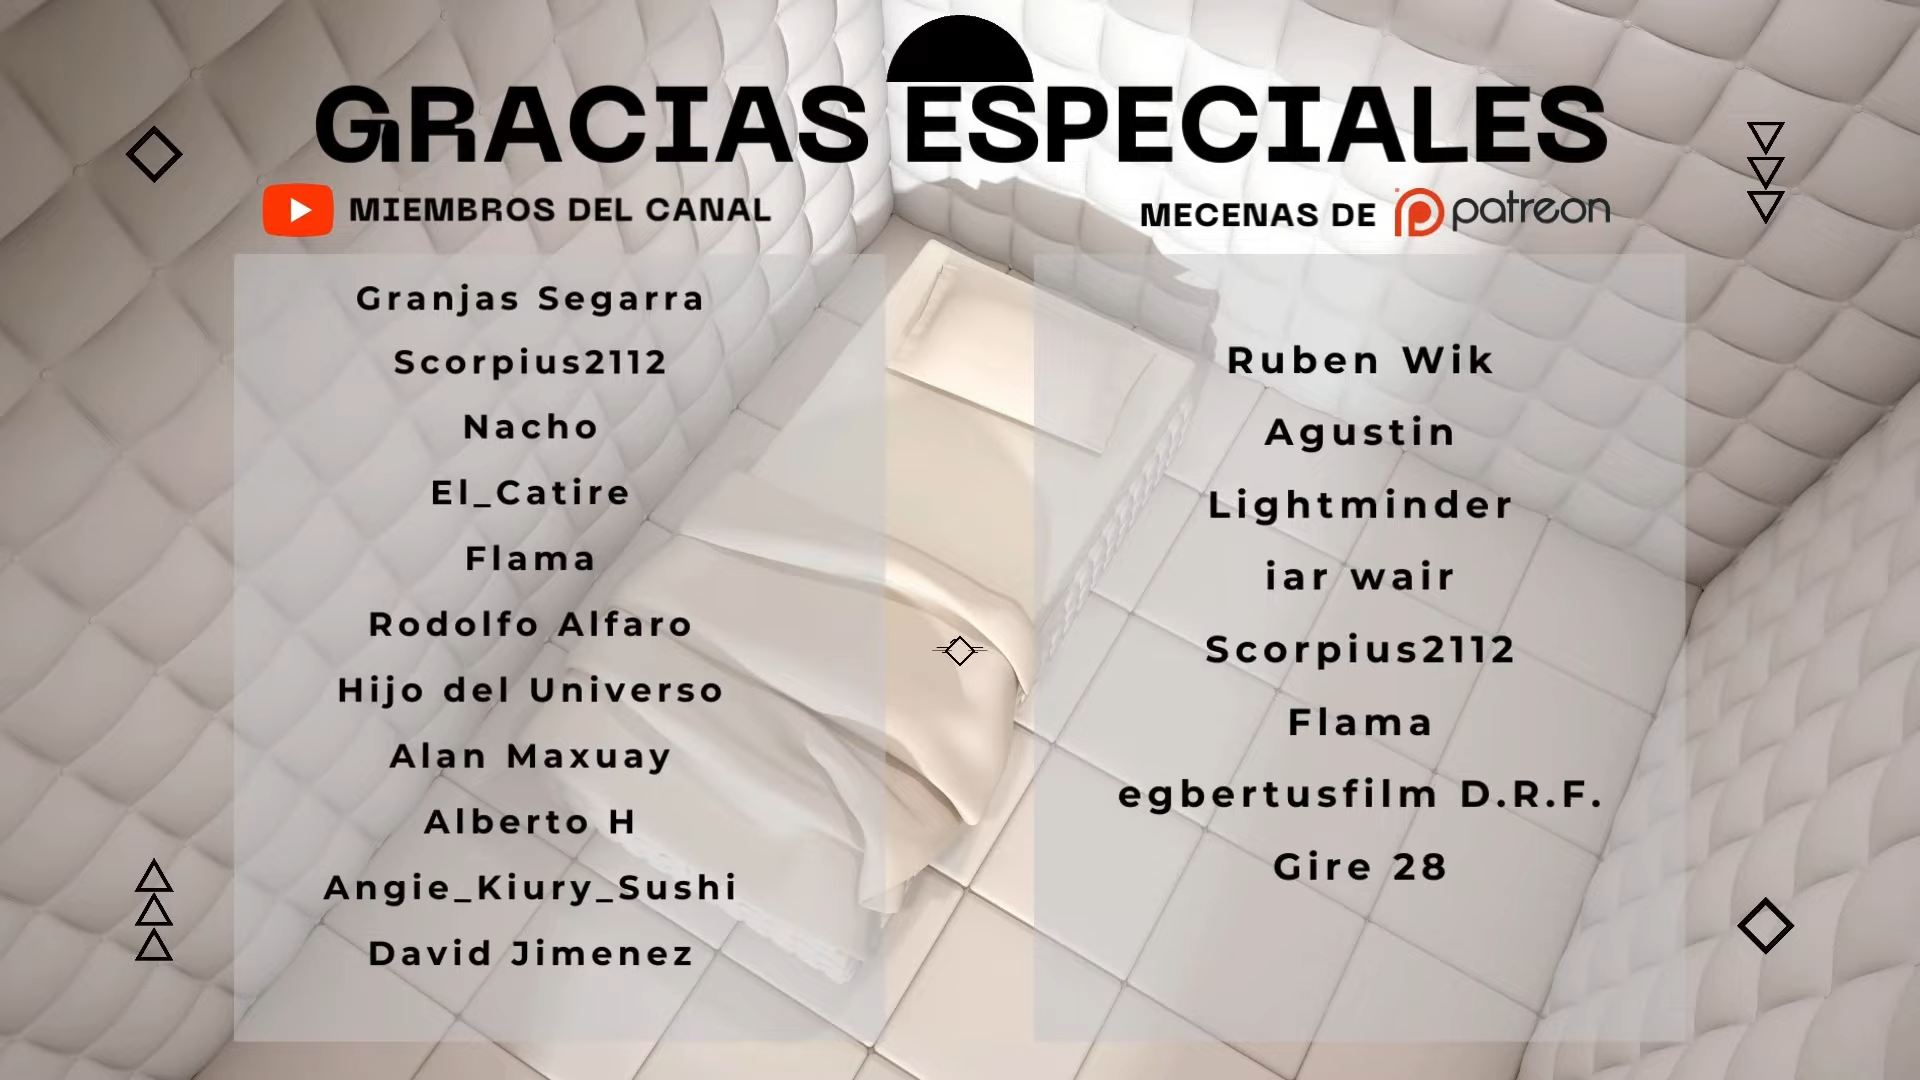 GRACIAS ESPECIALES
MIEMBROS DEL CANAL
Granjas Segarra
Scorpius2112
Nacho
El_Catire
Flama
Rodolfo Alfaro
Hijo del Universo
Alan Maxuay
Alberto H
Angie_Kiury_Sushi
David Jimenez
MECENAS DE patreon
Ruben Wik
Agustin
Lightminder
iar wair
Scorpius2112
Flama
egbertusfilm D.R.F.
Gire 28